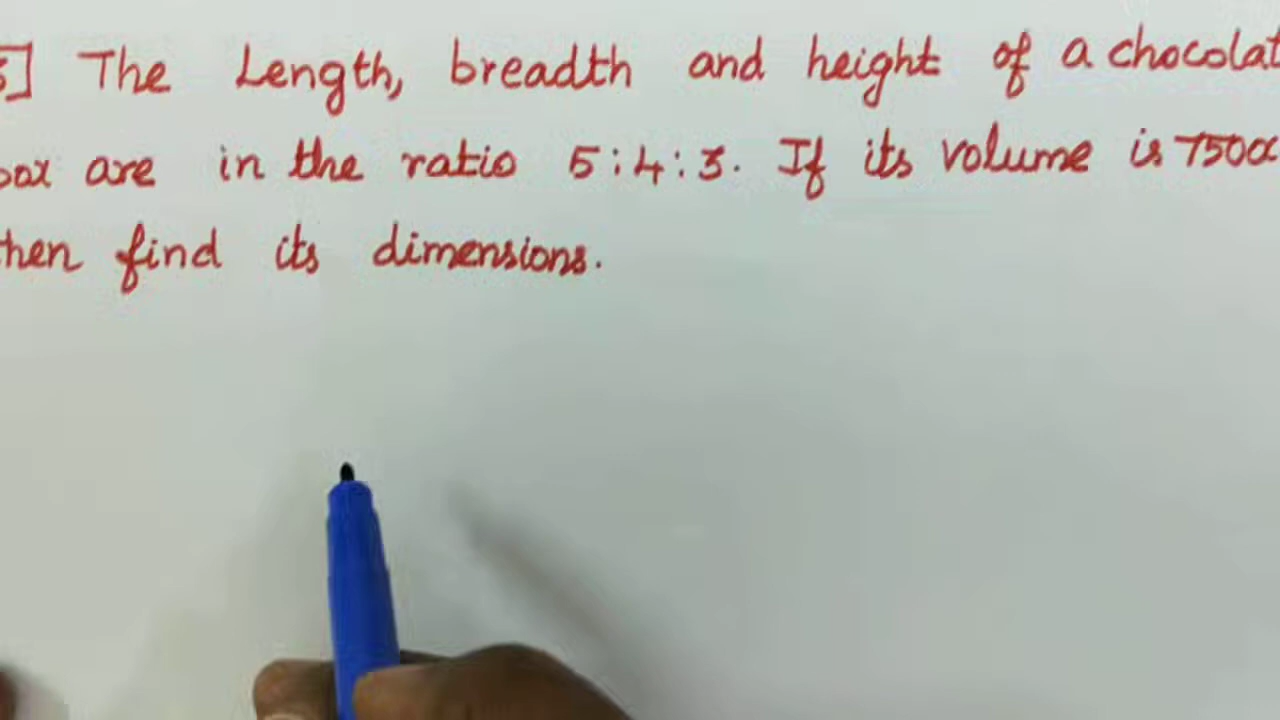 5] The Length, breadth and height of a chocolat
box are in the ratio 5:4:3. If its volume is 7500
then find its dimensions.